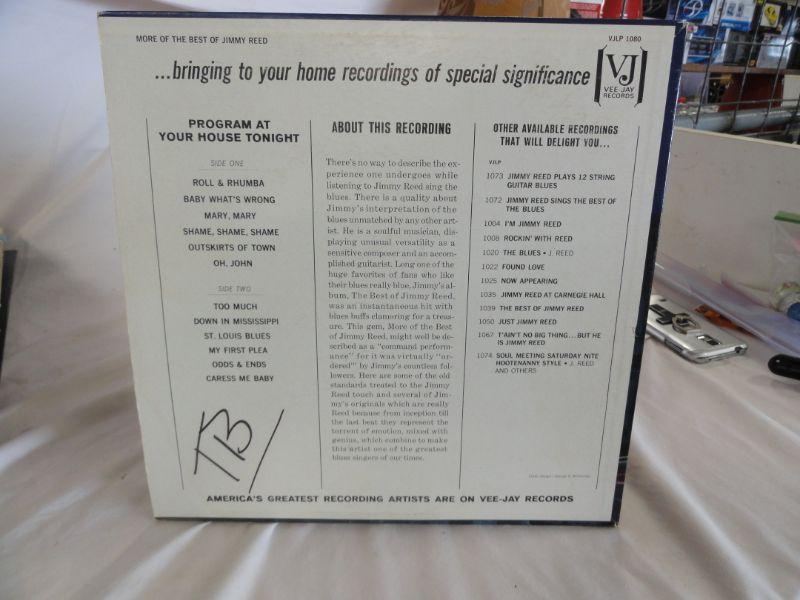 MORE OF THE BEST OF JIMMY REED
VJLP 1080
...bringing to your home recordings of special significance
VJ
VEE-JAY
RECORDS
PROGRAM AT
YOUR HOUSE TONIGHT
SIDE ONE
ROLL & RHUMBA
BABY WHAT'S WRONG
MARY, MARY
SHAME, SHAME, SHAME
OUTSKIRTS OF TOWN
OH, JOHN
SIDE TWO
TOO MUCH
DOWN IN MISSISSIPPI
ST. LOUIS BLUES
MY FIRST PLEA
ODDS & ENDS
CARESS ME BABY
ABOUT THIS RECORDING
There's no way to describe the ex-
perience one undergoes while
listening to Jimmy Reed sing the
blues. There is a quality about
Jimmy's interpretation of the
blues unmatched by any other art-
ist. He is a soulful musician, dis-
playing unusual versatility as a
sensitive composer and an accom-
plished guitarist. Long one of the
huge favorites of fans who like
their blues really blue, Jimmy's al-
bum, The Best of Jimmy Reed,
was an instantaneous hit with
blues buffs clamering for a treas-
ure. This gem, More of the Best
of Jimmy Reed, might well be de-
scribed as a "command perform-
ance" for it was virtually "or-
dered" by Jimmy's countless fol-
lowers. Here are some of the old
standards treated to the Jimmy
Reed touch and several of Jim-
my's originals which are really
Reed because from inception till
the last beat they represent the
torrent of emotion, mixed with
genius, which combine to make
this artist one of the greatest
blues singers of our times.
OTHER AVAILABLE RECORDINGS
THAT WILL DELIGHT YOU...
VJLP
1073 JIMMY REED PLAYS 12 STRING
GUITAR BLUES
1072 JIMMY REED SINGS THE BEST OF
THE BLUES
1004 I'M JIMMY REED
1008 ROCKIN' WITH REED
1020 THE BLUES • J. REED
1022 FOUND LOVE
1025 NOW APPEARING
1035 JIMMY REED AT CARNEGIE HALL
1039 THE BEST OF JIMMY REED
1050 JUST JIMMY REED
1067 T'AIN'T NO BIG THING...BUT HE
IS JIMMY REED
1074 SOUL MEETING SATURDAY NITE
HOOTENANNY STYLE • J. REED
AND OTHERS
AMERICA'S GREATEST RECORDING ARTISTS ARE ON VEE-JAY RECORDS